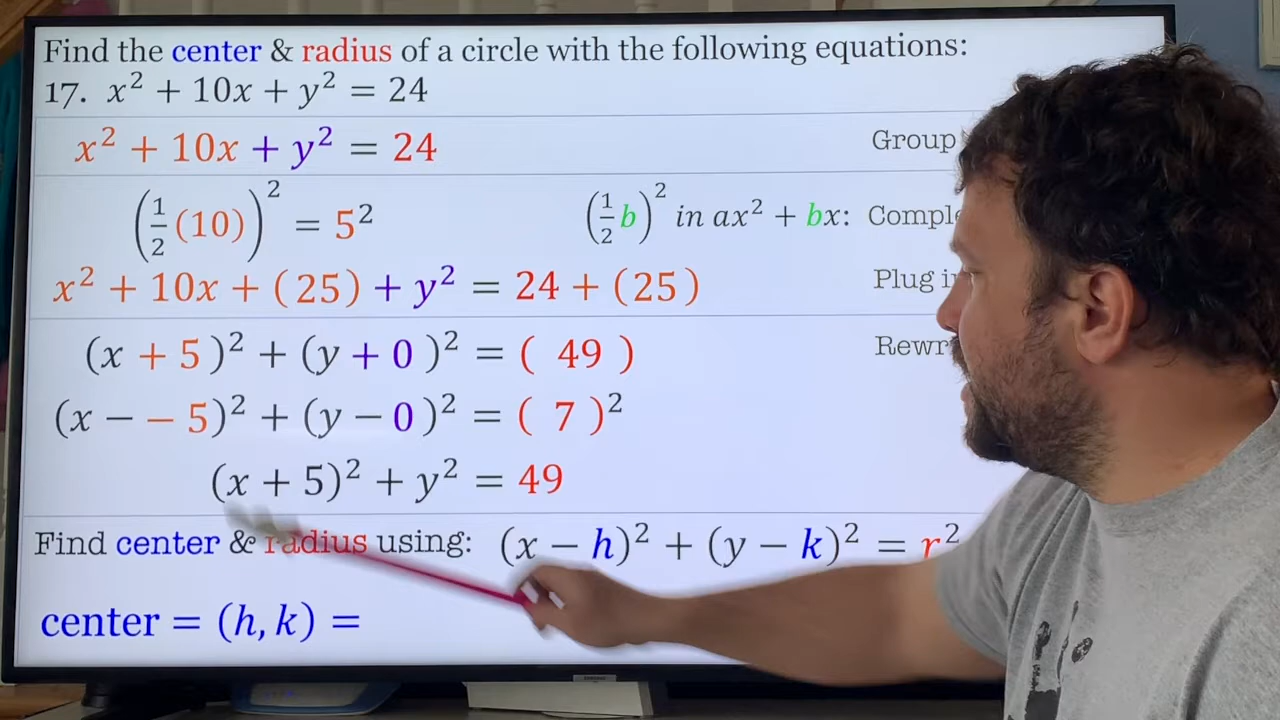 Find the center & radius of a circle with the following equations:
17. x² + 10x + y² = 24
x² + 10x + y² = 24 Group
(1/2(10))² = 5² (1/2b)² in ax² + bx:
x² + 10x + (25) + y² = 24 + (25) Plug
(x + 5)² + (y + 0)² = ( 49 )
(x − − 5)² + (y − 0)² = ( 7 )²
(x + 5)² + y² = 49
Find center & radius using: (x − h)² + (y − k)² = r²
center = (h, k) =